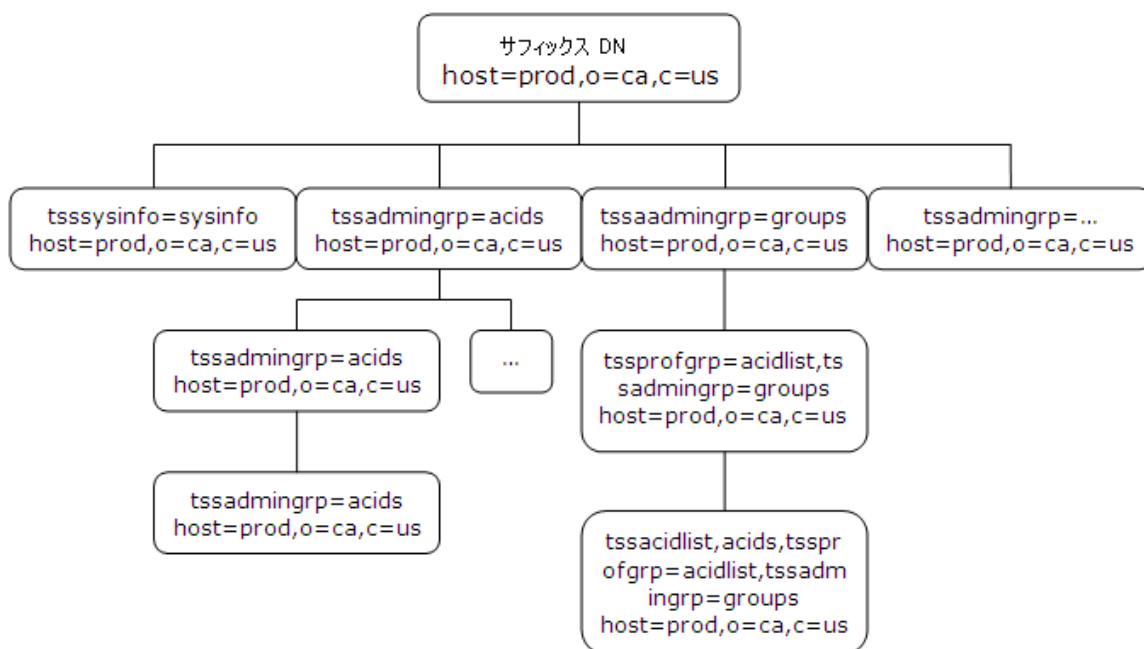 サフィックス DN
host=prod,o=ca,c=us
tsssysinfo=sysinfo
host=prod,o=ca,c=us
tssadmingrp=acids
host=prod,o=ca,c=us
tssaadmingrp=groups
host=prod,o=ca,c=us
tssadmingrp=...
host=prod,o=ca,c=us
tssadmingrp=acids
host=prod,o=ca,c=us
...
tssprofgrp=acidlist,ts
sadmingrp=groups
host=prod,o=ca,c=us
tssadmingrp=acids
host=prod,o=ca,c=us
tssacidlist,acids,tsspr
ofgrp=acidlist,tssadm
ingrp=groups
host=prod,o=ca,c=us